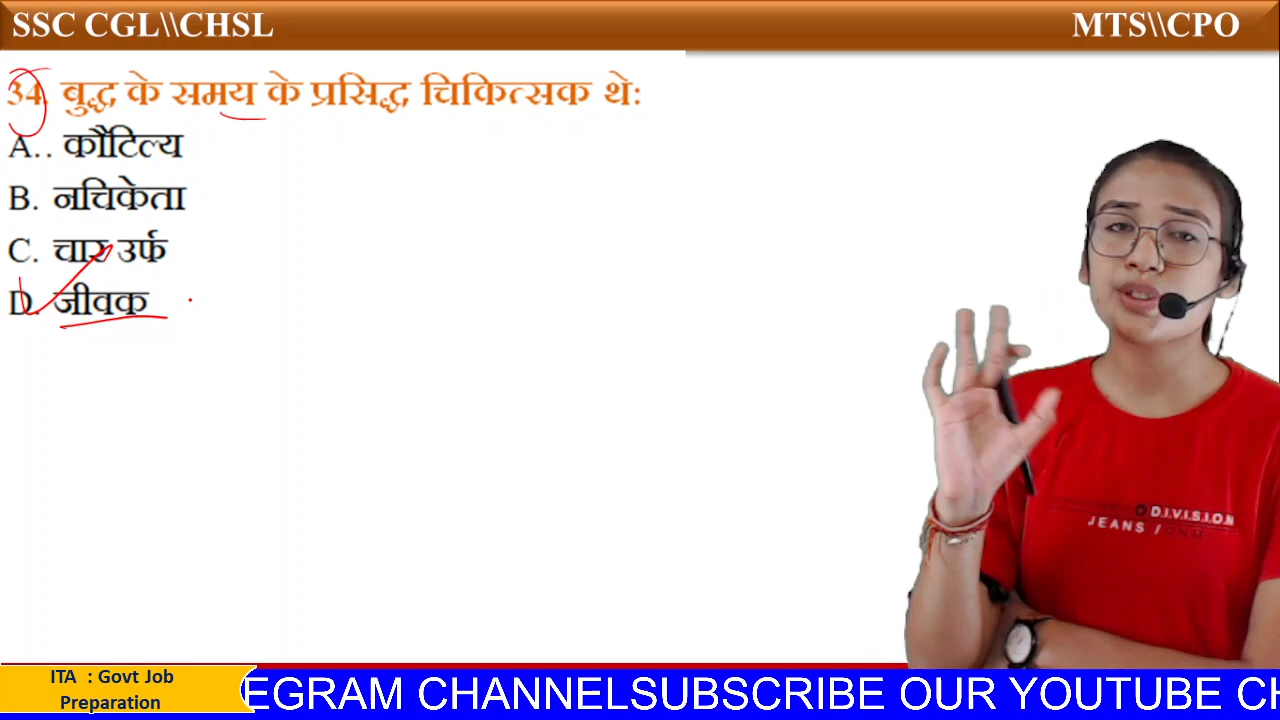 SSC CGL\\CHSL
MTS\\CPO
34. बुद्ध के समय के प्रसिद्ध चिकित्सक थे:
A.. कौटिल्य
B. नचिकेता
C. चार उर्फ
D. जीवक
D.I.V.I.S.I.O.N
JEANS /
ITA : Govt Job
Preparation
EGRAM CHANNELSUBSCRIBE OUR YOUTUBE CH